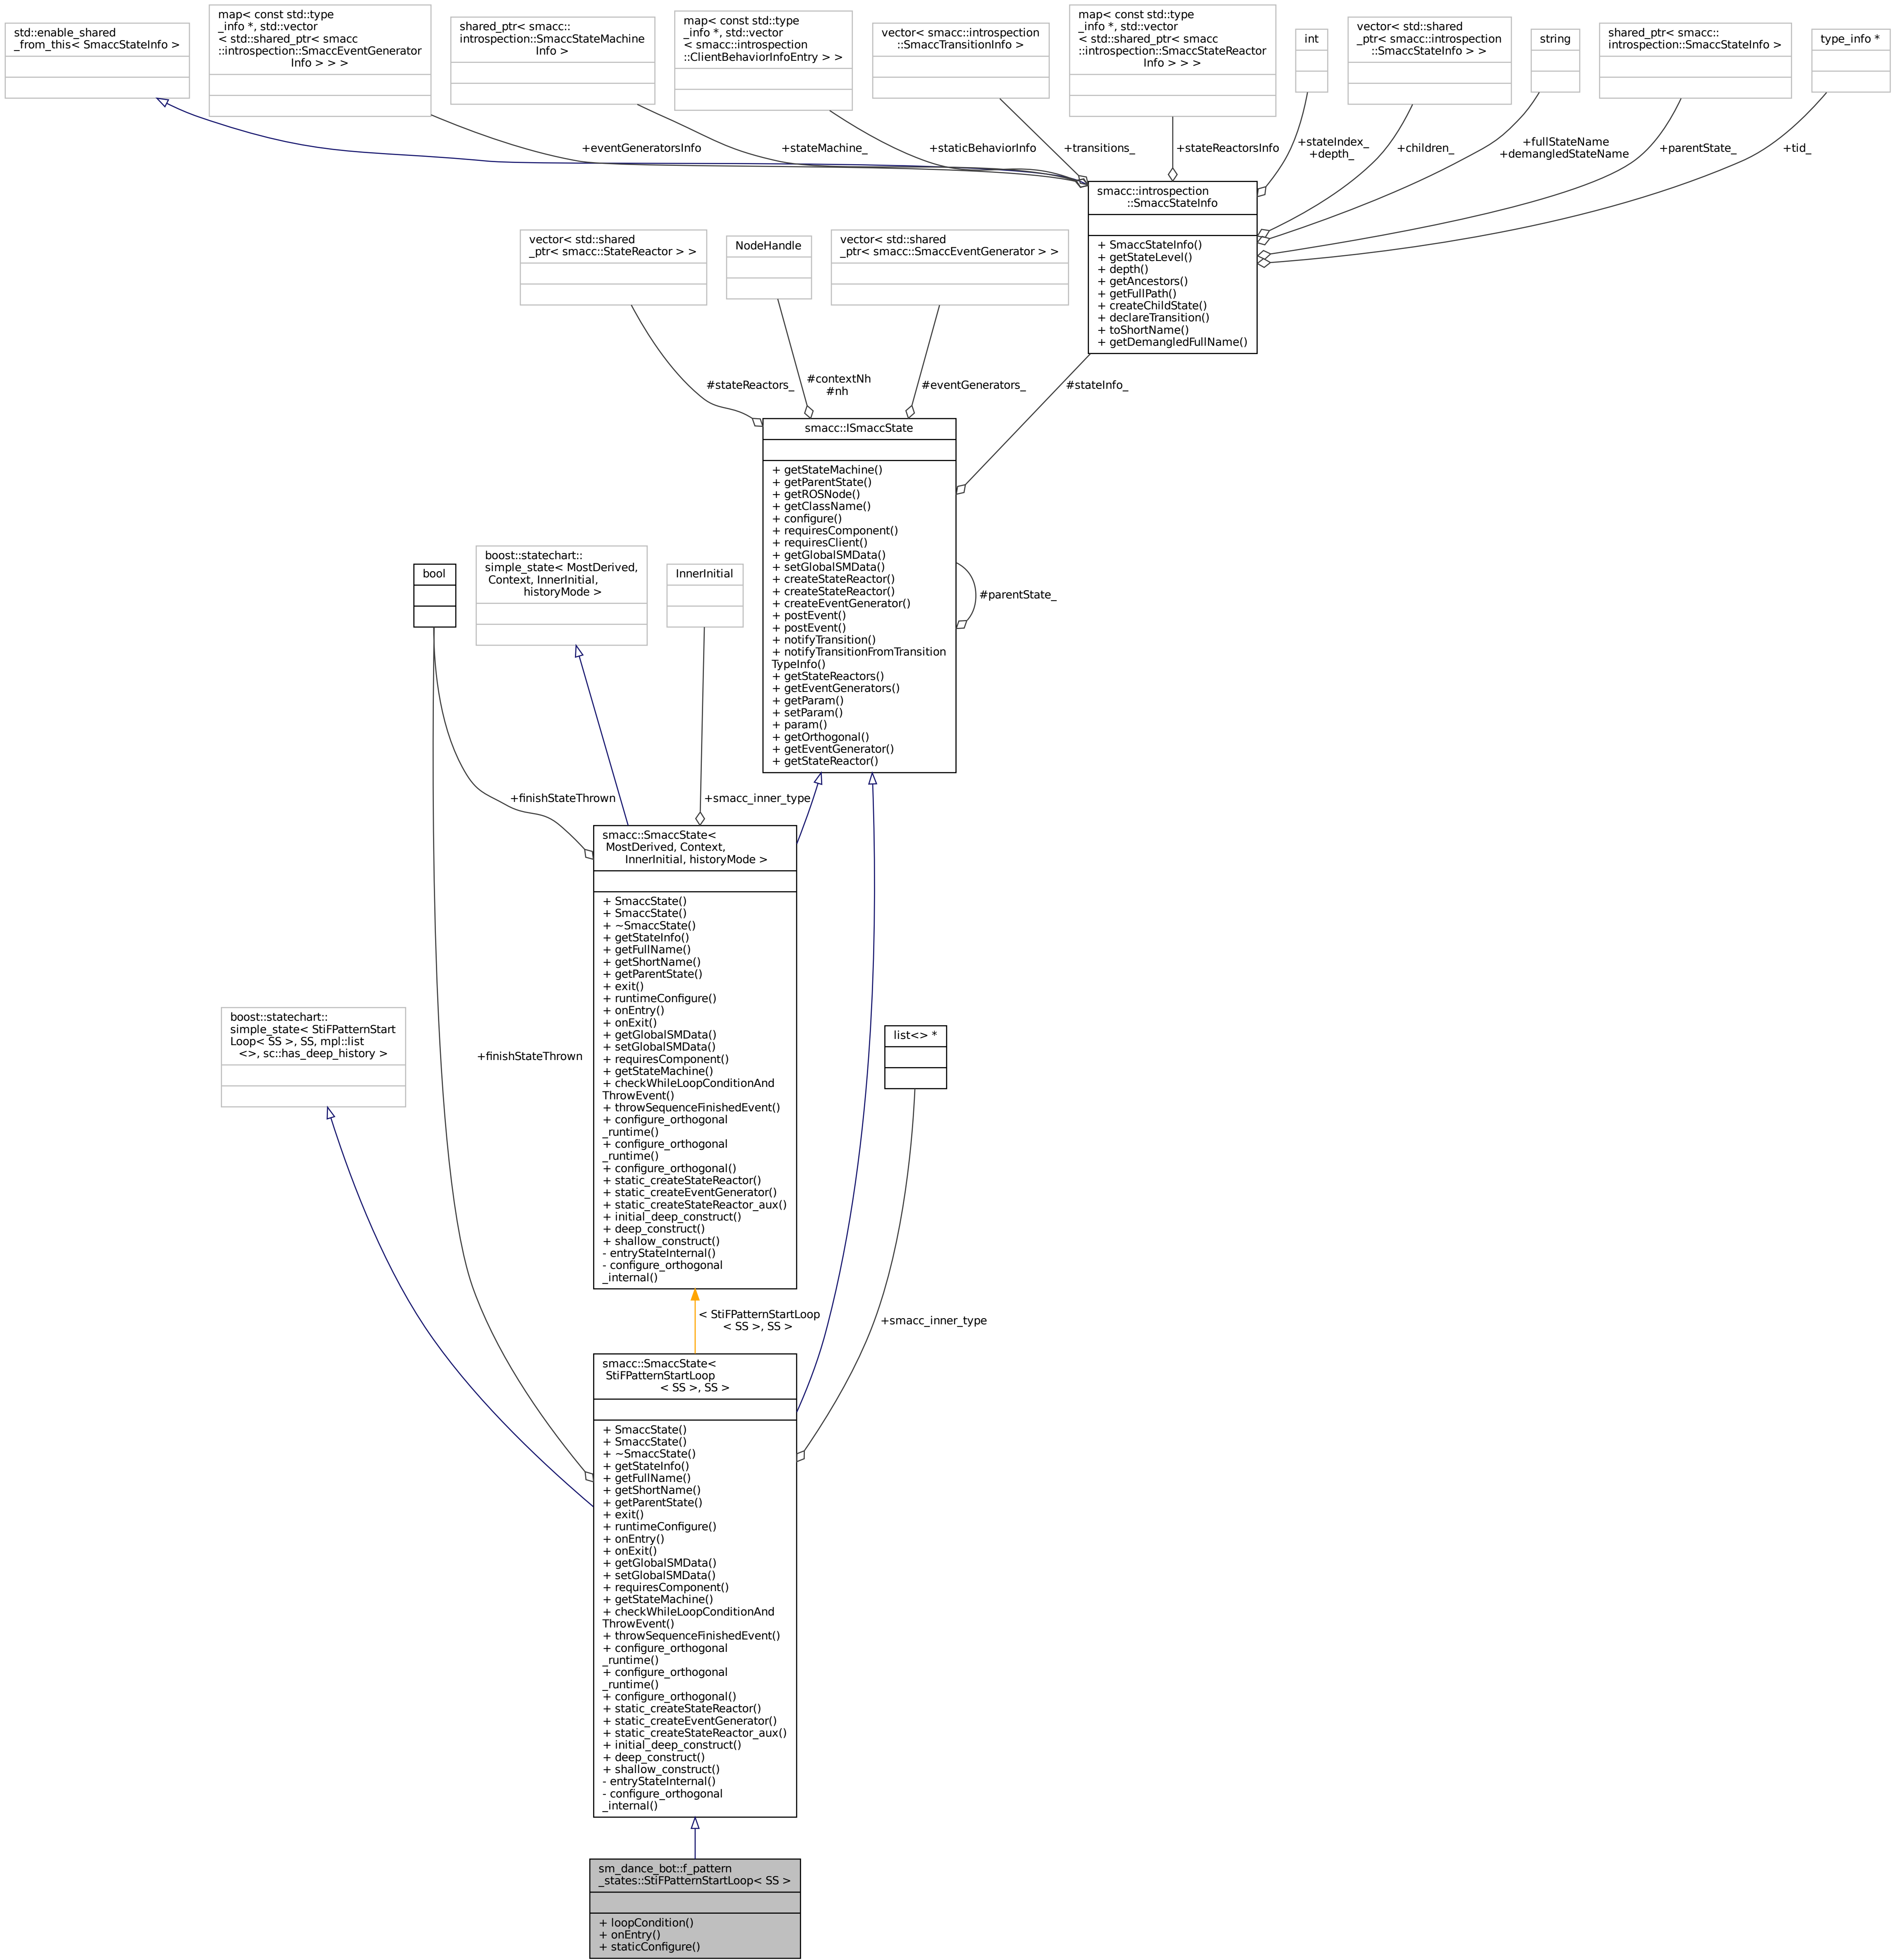 std::enable_shared
_from_this< SmaccStateInfo >
map< const std::type
_info *, std::vector
< std::shared_ptr< smacc
::introspection::SmaccEventGenerator
Info > > >
shared_ptr< smacc::
introspection::SmaccStateMachine
Info >
map< const std::type
_info *, std::vector
< smacc::introspection
::ClientBehaviorInfoEntry > >
vector< smacc::introspection
::SmaccTransitionInfo >
map< const std::type
_info *, std::vector
< std::shared_ptr< smacc
::introspection::SmaccStateReactor
Info > > >
int
vector< std::shared
_ptr< smacc::introspection
::SmaccStateInfo > >
string
shared_ptr< smacc::
introspection::SmaccStateInfo >
type_info *
+eventGeneratorsInfo
+stateMachine_
+staticBehaviorInfo
+transitions_
+stateReactorsInfo
+stateIndex_
+depth_
+children_
+fullStateName
+demangledStateName
+parentState_
+tid_
smacc::introspection
::SmaccStateInfo
+ SmaccStateInfo()
+ getStateLevel()
+ depth()
+ getAncestors()
+ getFullPath()
+ createChildState()
+ declareTransition()
+ toShortName()
+ getDemangledFullName()
vector< std::shared
_ptr< smacc::StateReactor > >
NodeHandle
vector< std::shared
_ptr< smacc::SmaccEventGenerator > >
#stateReactors_
#contextNh
#nh
#eventGenerators_
#stateInfo_
smacc::ISmaccState
+ getStateMachine()
+ getParentState()
+ getROSNode()
+ getClassName()
+ configure()
+ requiresComponent()
+ requiresClient()
+ getGlobalSMData()
+ setGlobalSMData()
+ createStateReactor()
+ createStateReactor()
+ createEventGenerator()
+ postEvent()
+ postEvent()
+ notifyTransition()
+ notifyTransitionFromTransition
TypeInfo()
+ getStateReactors()
+ getEventGenerators()
+ getParam()
+ setParam()
+ param()
+ getOrthogonal()
+ getEventGenerator()
+ getStateReactor()
#parentState_
bool
boost::statechart::
simple_state< MostDerived,
Context, InnerInitial,
historyMode >
InnerInitial
+finishStateThrown
+smacc_inner_type
smacc::SmaccState<
MostDerived, Context,
InnerInitial, historyMode >
+ SmaccState()
+ SmaccState()
+ ~SmaccState()
+ getStateInfo()
+ getFullName()
+ getShortName()
+ getParentState()
+ exit()
+ runtimeConfigure()
+ onEntry()
+ onExit()
+ getGlobalSMData()
+ setGlobalSMData()
+ requiresComponent()
+ getStateMachine()
+ checkWhileLoopConditionAnd
ThrowEvent()
+ throwSequenceFinishedEvent()
+ configure_orthogonal
_runtime()
+ configure_orthogonal
_runtime()
+ configure_orthogonal()
+ static_createStateReactor()
+ static_createEventGenerator()
+ static_createStateReactor_aux()
+ initial_deep_construct()
+ deep_construct()
+ shallow_construct()
- entryStateInternal()
- configure_orthogonal
_internal()
boost::statechart::
simple_state< StiFPatternStart
Loop< SS >, SS, mpl::list
<>, sc::has_deep_history >
+finishStateThrown
list<> *
< StiFPatternStartLoop
< SS >, SS >
+smacc_inner_type
smacc::SmaccState<
StiFPatternStartLoop
< SS >, SS >
+ SmaccState()
+ SmaccState()
+ ~SmaccState()
+ getStateInfo()
+ getFullName()
+ getShortName()
+ getParentState()
+ exit()
+ runtimeConfigure()
+ onEntry()
+ onExit()
+ getGlobalSMData()
+ setGlobalSMData()
+ requiresComponent()
+ getStateMachine()
+ checkWhileLoopConditionAnd
ThrowEvent()
+ throwSequenceFinishedEvent()
+ configure_orthogonal
_runtime()
+ configure_orthogonal
_runtime()
+ configure_orthogonal()
+ static_createStateReactor()
+ static_createEventGenerator()
+ static_createStateReactor_aux()
+ initial_deep_construct()
+ deep_construct()
+ shallow_construct()
- entryStateInternal()
- configure_orthogonal
_internal()
sm_dance_bot::f_pattern
_states::StiFPatternStartLoop< SS >
+ loopCondition()
+ onEntry()
+ staticConfigure()